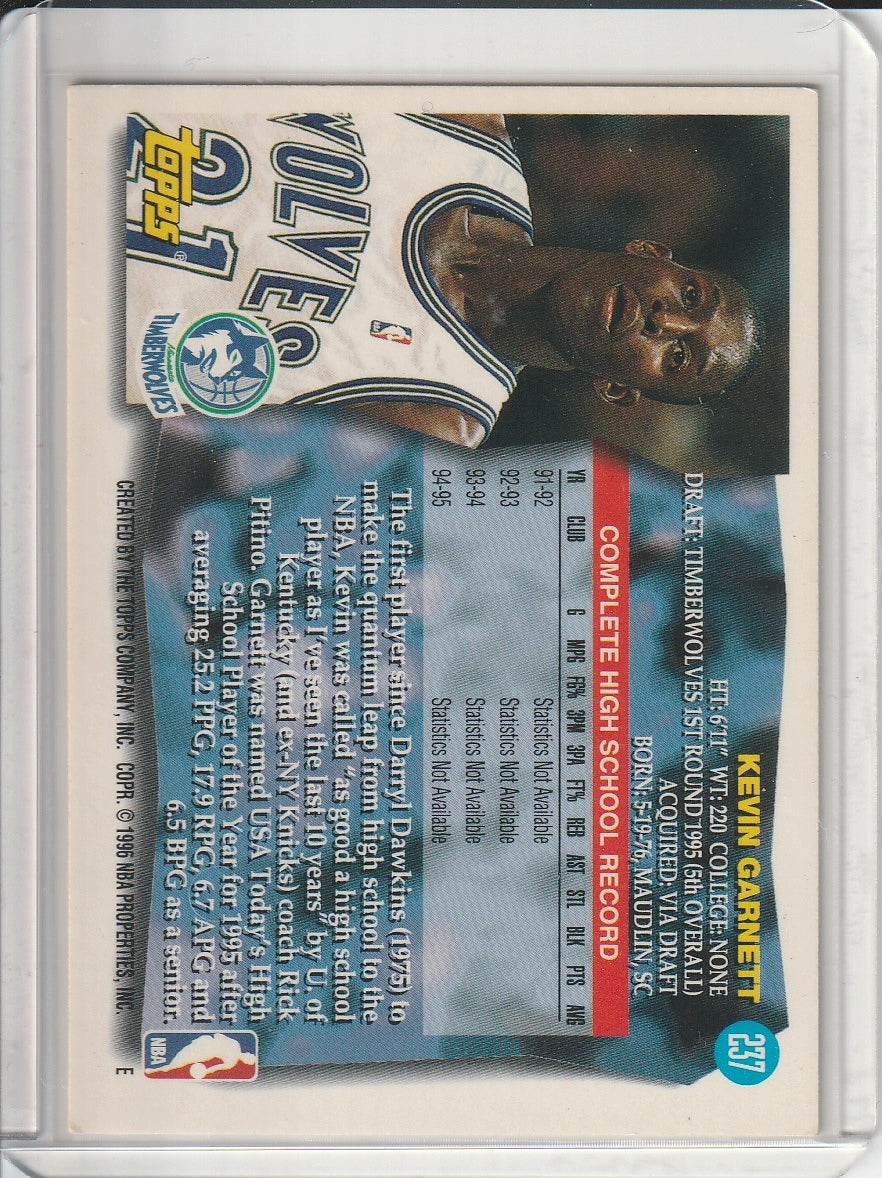 KEVIN GARNETT
237
HT: 6'11" WT: 220 COLLEGE: NONE
DRAFT: TIMBERWOLVES 1ST ROUND 1995 (5th OVERALL)
ACQUIRED: VIA DRAFT
BORN: 5-19-76, MAUDLIN, SC
COMPLETE HIGH SCHOOL RECORD
YR CLUB G MPG FG% 3PM 3PA FT% REB AST STL BLK PTS AVG
91-92 Statistics Not Available
92-93 Statistics Not Available
93-94 Statistics Not Available
94-95 Statistics Not Available
The first player since Darryl Dawkins (1975) to
make the quantum leap from high school to the
NBA, Kevin was called "as good a high school
player as I've seen the last 10 years" by U. of
Kentucky (and ex-NY Knicks) coach Rick
Pitino. Garnett was named USA Today's High
School Player of the Year for 1995 after
averaging 25.2 PPG, 17.9 RPG, 6.7 APG and
6.5 BPG as a senior.
WOLVES
21
TOPPS®
TIMBERWOLVES
NBA
CREATED BY THE TOPPS COMPANY, INC. COPR. © 1996 NBA PROPERTIES, INC. E